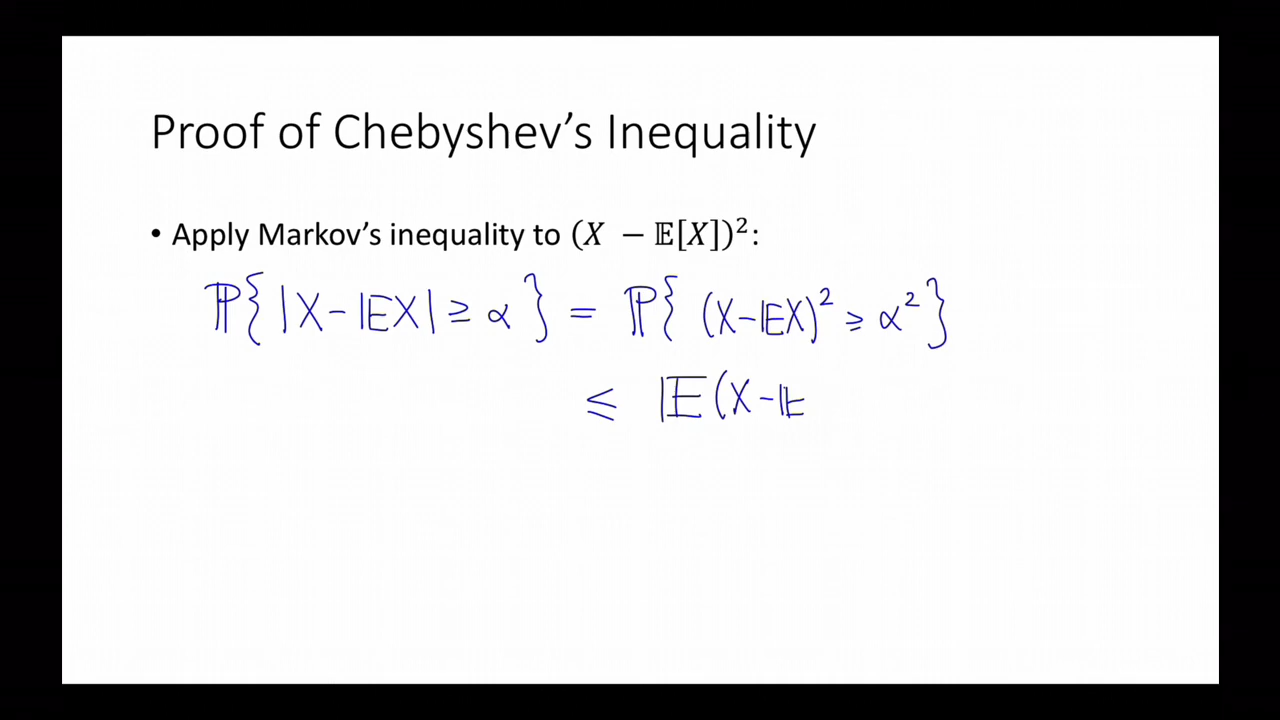 Proof of Chebyshev’s Inequality
• Apply Markov’s inequality to (X − 𝔼[X])²:
ℙ{ |X − 𝔼X| ≥ α } = ℙ{ (X − 𝔼X)² ≥ α² }
≤ 𝔼(X − 𝔼